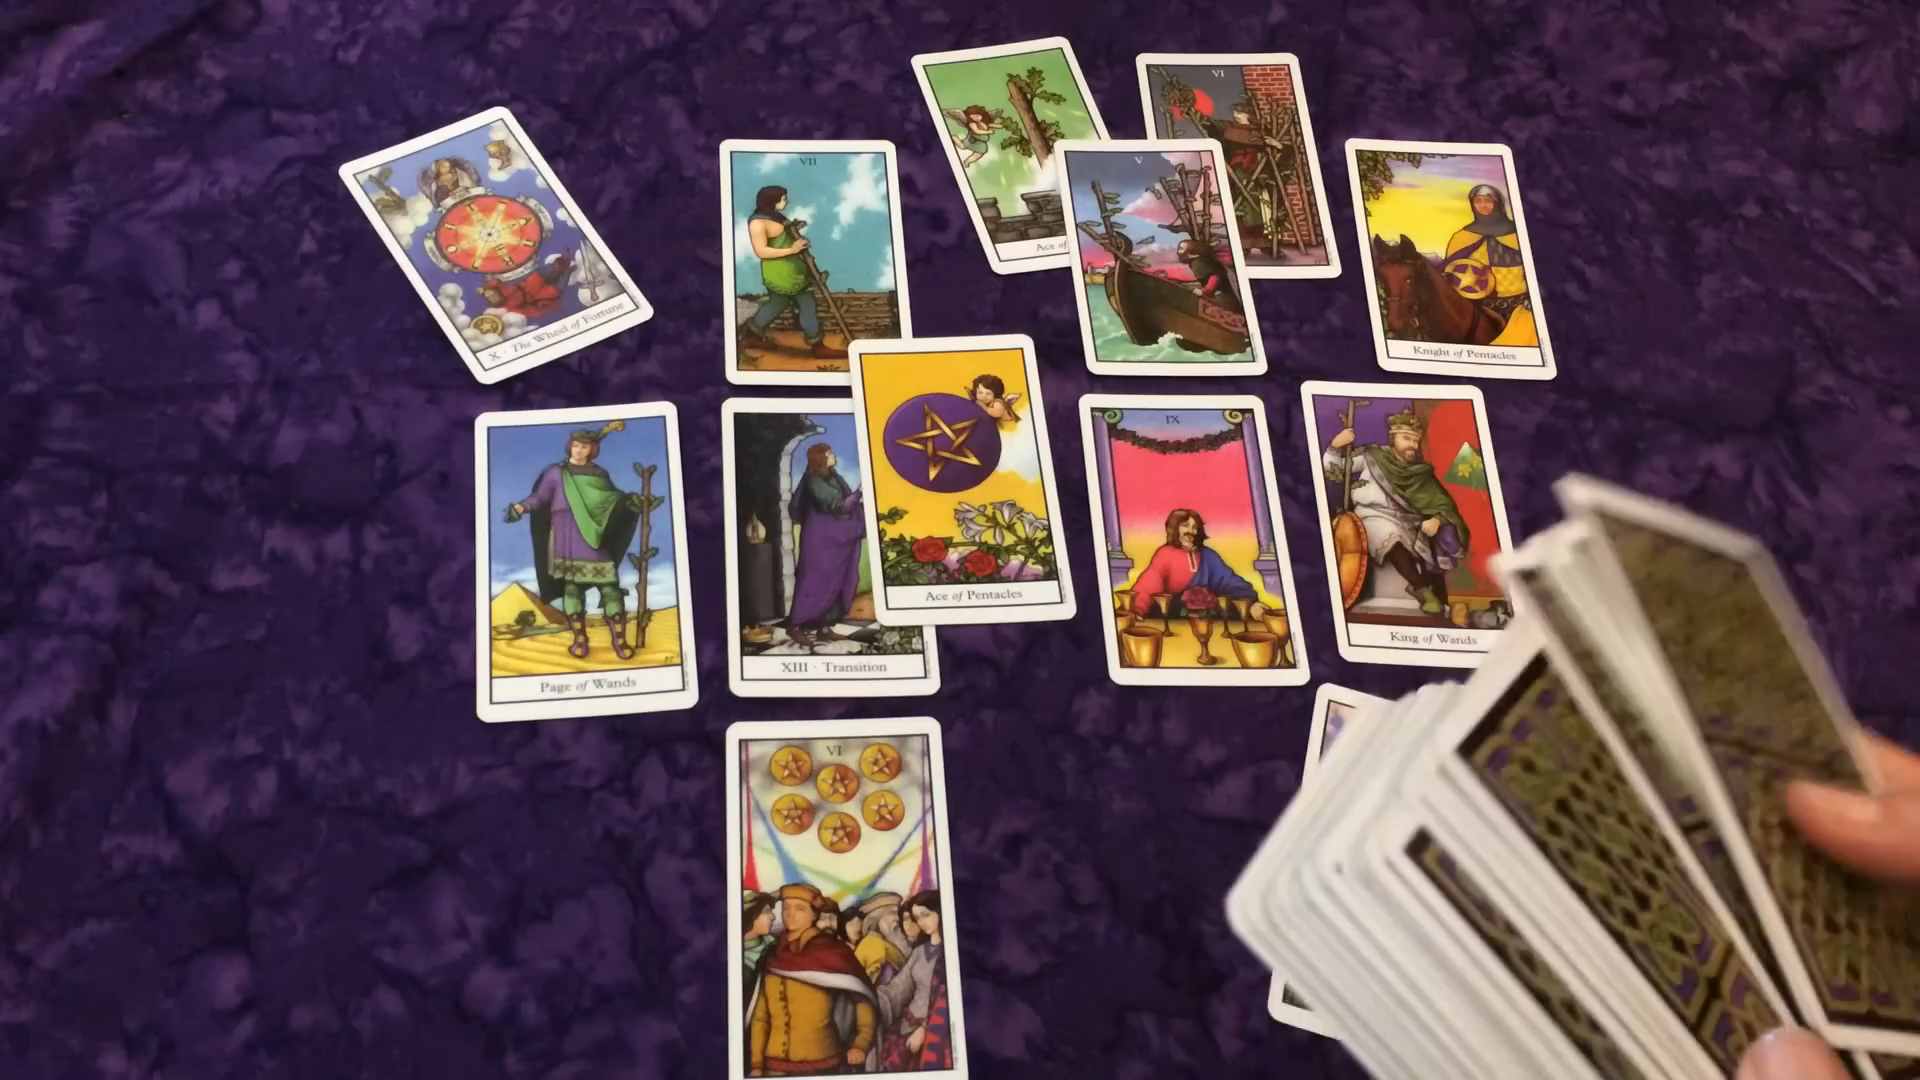 VI
VII
V
Ace of
X · The Wheel of Fortune
Knight of Pentacles
IX
Ace of Pentacles
King of Wands
XIII · Transition
Page of Wands
VI